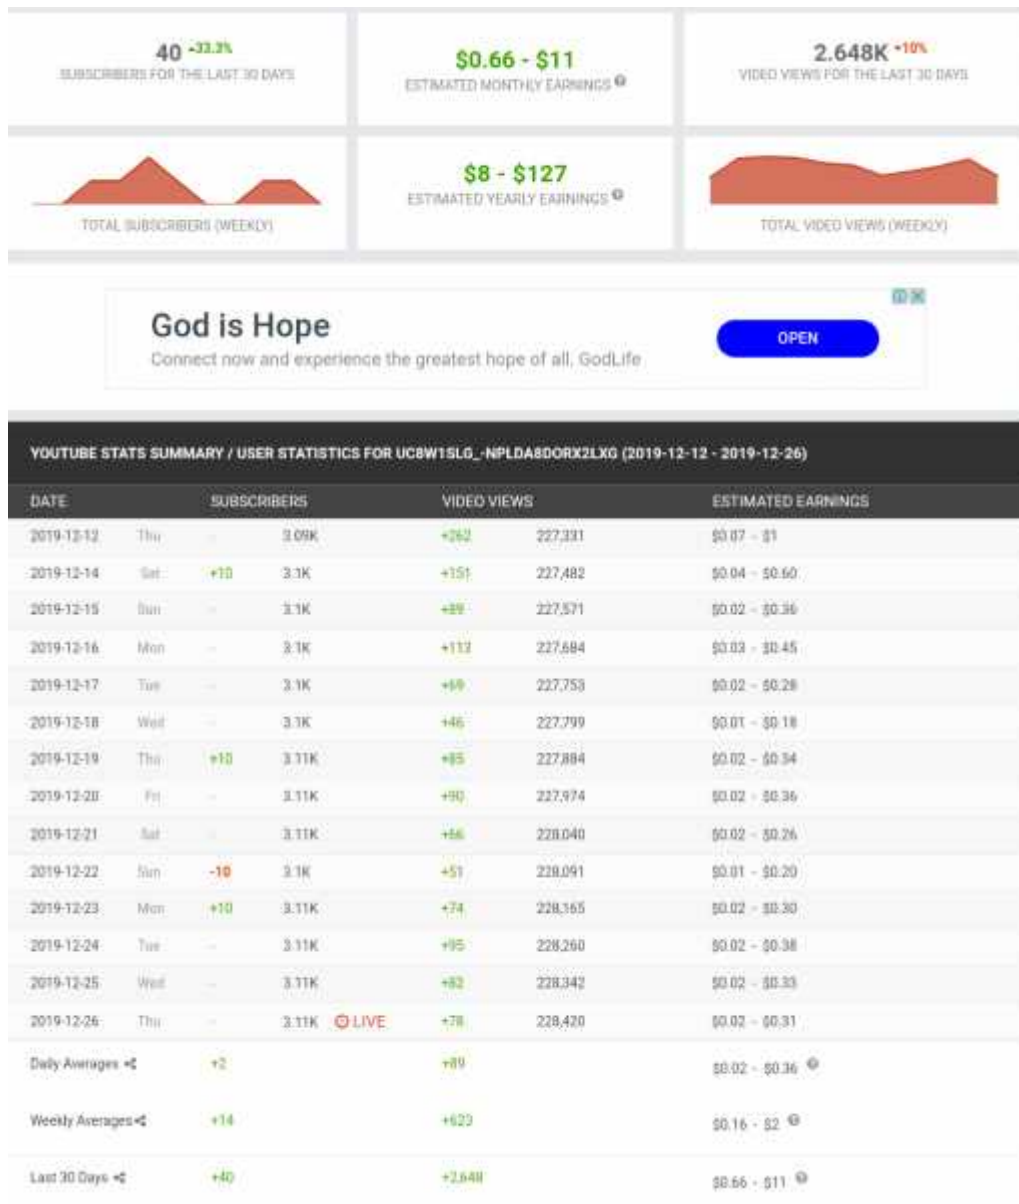 40 -33.3%
SUBSCRIBERS FOR THE LAST 30 DAYS
$0.66 - $11
ESTIMATED MONTHLY EARNINGS
2.648K -10%
VIDEO VIEWS FOR THE LAST 30 DAYS
TOTAL SUBSCRIBERS (WEEKLY)
$8 - $127
ESTIMATED YEARLY EARNINGS
TOTAL VIDEO VIEWS (WEEKLY)
God is Hope
Connect now and experience the greatest hope of all, GodLife
OPEN
YOUTUBE STATS SUMMARY / USER STATISTICS FOR UC8W1SLG_-NPLDA8DORX2LXG (2019-12-12 - 2019-12-26)
DATE SUBSCRIBERS VIDEO VIEWS ESTIMATED EARNINGS
2019-12-12 Thu - 3.09K +262 227,331 $0.07 - $1
2019-12-14 Sat +10 3.1K +151 227,482 $0.04 - $0.60
2019-12-15 Sun - 3.1K +89 227,571 $0.02 - $0.36
2019-12-16 Mon - 3.1K +113 227,684 $0.03 - $0.45
2019-12-17 Tue - 3.1K +69 227,753 $0.02 - $0.28
2019-12-18 Wed - 3.1K +46 227,799 $0.01 - $0.18
2019-12-19 Thu +10 3.11K +85 227,884 $0.02 - $0.34
2019-12-20 Fri - 3.11K +90 227,974 $0.02 - $0.36
2019-12-21 Sat - 3.11K +66 228,040 $0.02 - $0.26
2019-12-22 Sun -10 3.1K +51 228,091 $0.01 - $0.20
2019-12-23 Mon +10 3.11K +74 228,165 $0.02 - $0.30
2019-12-24 Tue - 3.11K +95 228,260 $0.02 - $0.38
2019-12-25 Wed - 3.11K +82 228,342 $0.02 - $0.33
2019-12-26 Thu - 3.11K LIVE +78 228,420 $0.02 - $0.31
Daily Averages +2 +89 $0.02 - $0.36
Weekly Averages +14 +623 $0.16 - $2
Last 30 Days +40 +2,648 $0.66 - $11